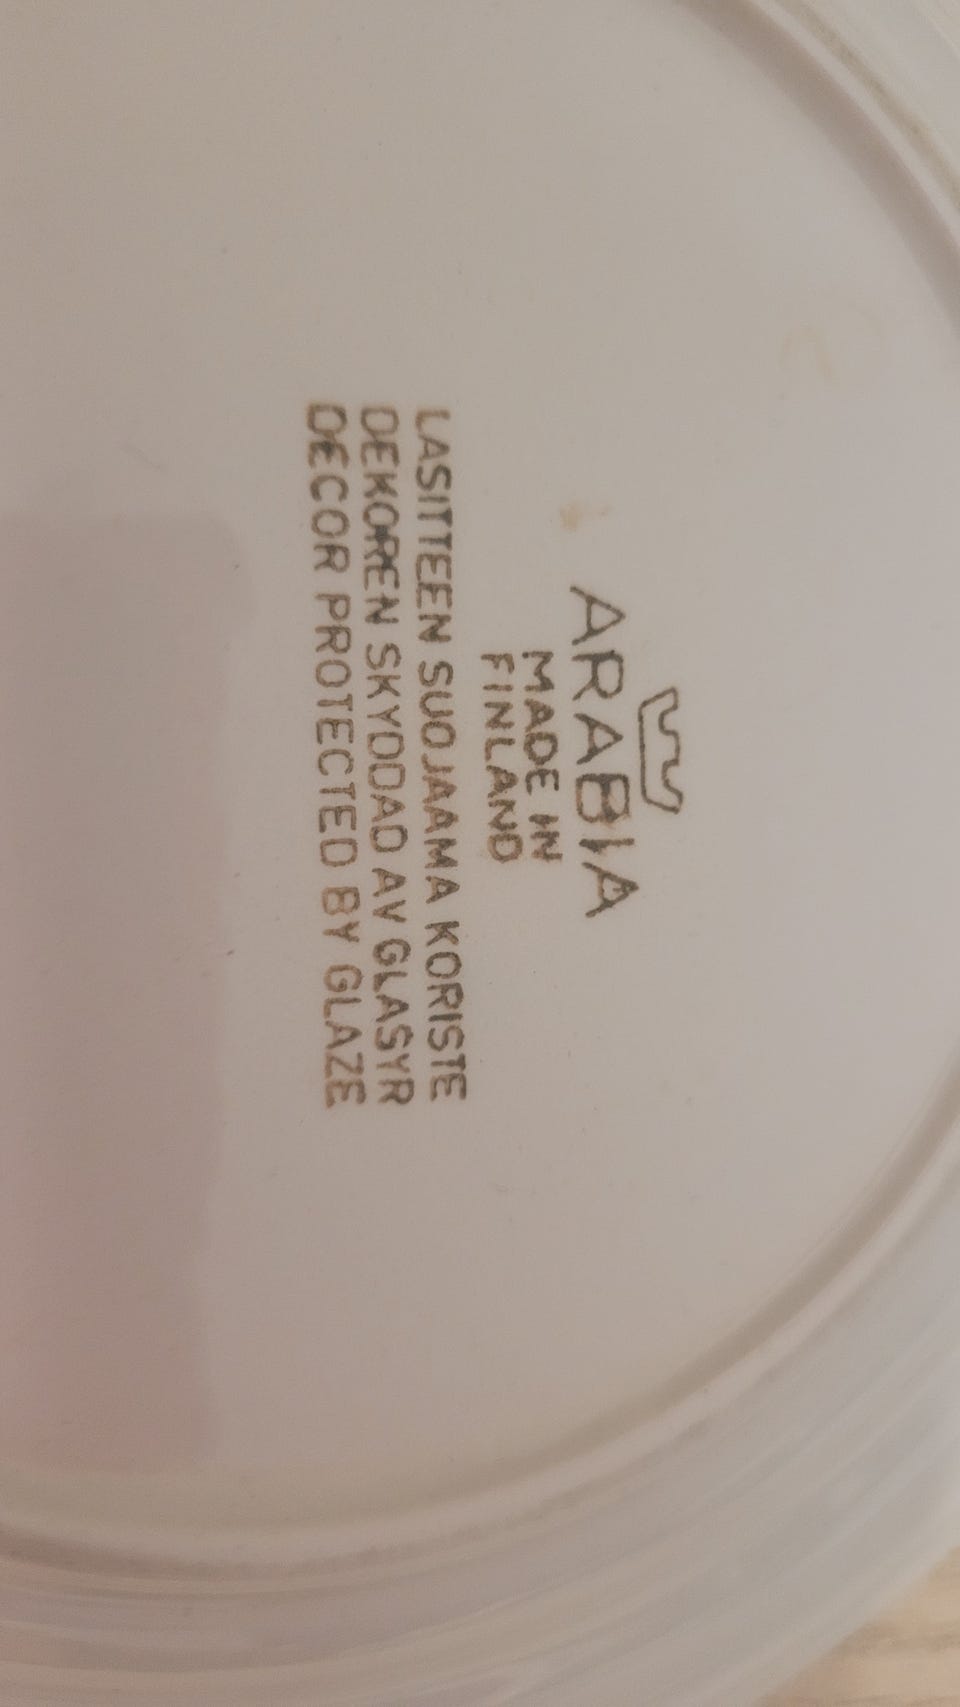 ARABIA
MADE IN
FINLAND
LASITTEEN SUOJAAMA KORISTE
DEKOREN SKYDDAD AV GLASYR
DECOR PROTECTED BY GLAZE